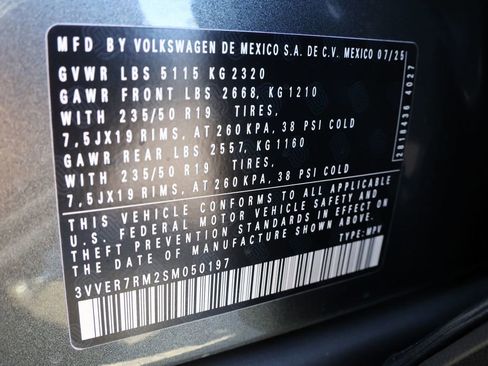 MFD BY VOLKSWAGEN DE MEXICO S.A. DE C.V. MEXICO 07/25
GVWR LBS 5115 KG 2320
GAWR FRONT LBS 2668, KG 1210
WITH 235/50 R19 TIRES,
7,5JX19 RIMS, AT 260 KPA, 38 PSI COLD
GAWR REAR LBS 2557, KG 1160
WITH 235/50 R19 TIRES,
7,5JX19 RIMS, AT 260 KPA, 38 PSI COLD
THIS VEHICLE CONFORMS TO ALL APPLICABLE
U.S. FEDERAL MOTOR VEHICLE SAFETY AND
THEFT PREVENTION STANDARDS IN EFFECT ON
THE DATE OF MANUFACTURE SHOWN ABOVE.
3VVER7RM2SM050197 TYPE: MPV
2818436 4027